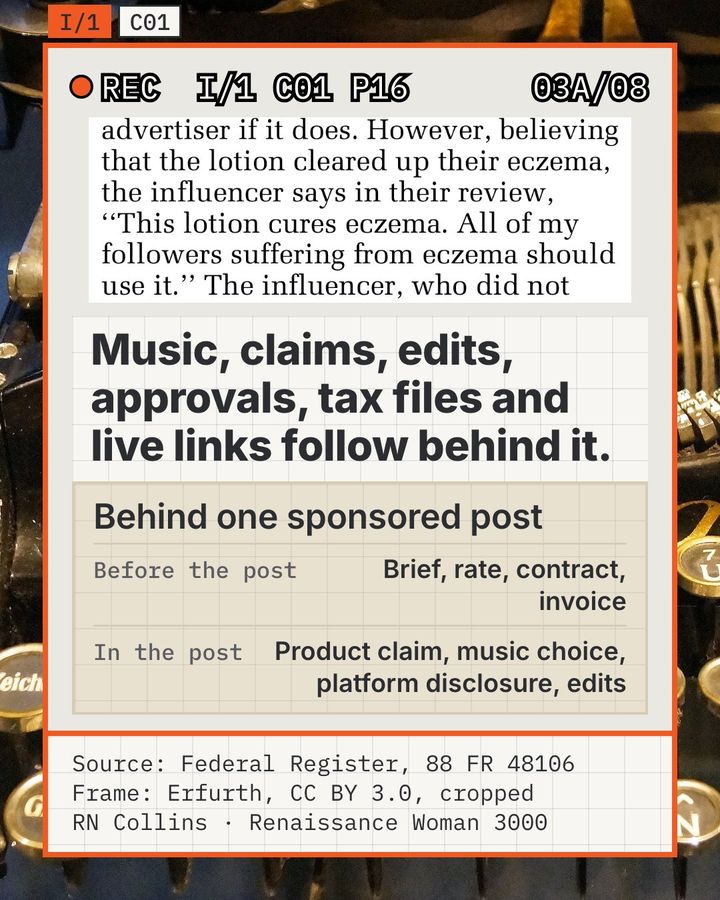 I/1 C01
REC I/1 C01 P16 03A/08
advertiser if it does. However, believing
that the lotion cleared up their eczema,
the influencer says in their review,
‘‘This lotion cures eczema. All of my
followers suffering from eczema should
use it.’’ The influencer, who did not
Music, claims, edits,
approvals, tax files and
live links follow behind it.
Behind one sponsored post
Before the post Brief, rate, contract,
invoice
In the post Product claim, music choice,
platform disclosure, edits
Source: Federal Register, 88 FR 48106
Frame: Erfurth, CC BY 3.0, cropped
RN Collins · Renaissance Woman 3000